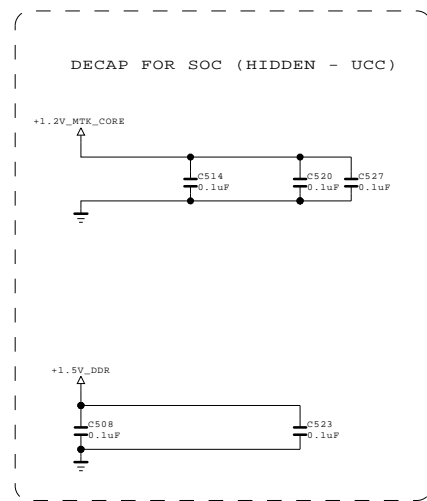 DECAP FOR SOC (HIDDEN - UCC)
+1.2V_MTK_CORE
C514
0.1uF
C520
0.1uF
C527
0.1uF
+1.5V_DDR
C508
0.1uF
C523
0.1uF